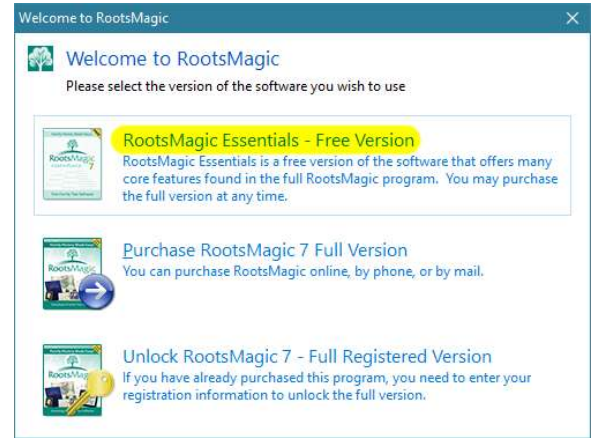 Welcome to RootsMagic
Welcome to RootsMagic
Please select the version of the software you wish to use
RootsMagic Essentials - Free Version
RootsMagic Essentials is a free version of the software that offers many
core features found in the full RootsMagic program. You may purchase
the full version at any time.
RootsMagic
7
Purchase RootsMagic 7 Full Version
You can purchase RootsMagic online, by phone, or by mail.
RootsMagic
Unlock RootsMagic 7 - Full Registered Version
If you have already purchased this program, you need to enter your
registration information to unlock the full version.